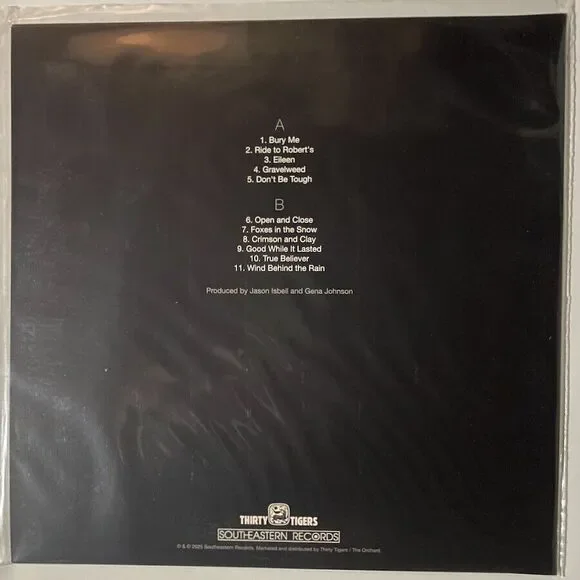 A
1. Bury Me
2. Ride to Robert's
3. Eileen
4. Gravelweed
5. Don't Be Tough
B
6. Open and Close
7. Foxes in the Snow
8. Crimson and Clay
9. Good While It Lasted
10. True Believer
11. Wind Behind the Rain
Produced by Jason Isbell and Gena Johnson
THIRTY TIGERS
SOUTHEASTERN RECORDS
℗ & © 2025 Southeastern Records. Marketed and distributed by Thirty Tigers / The Orchard.